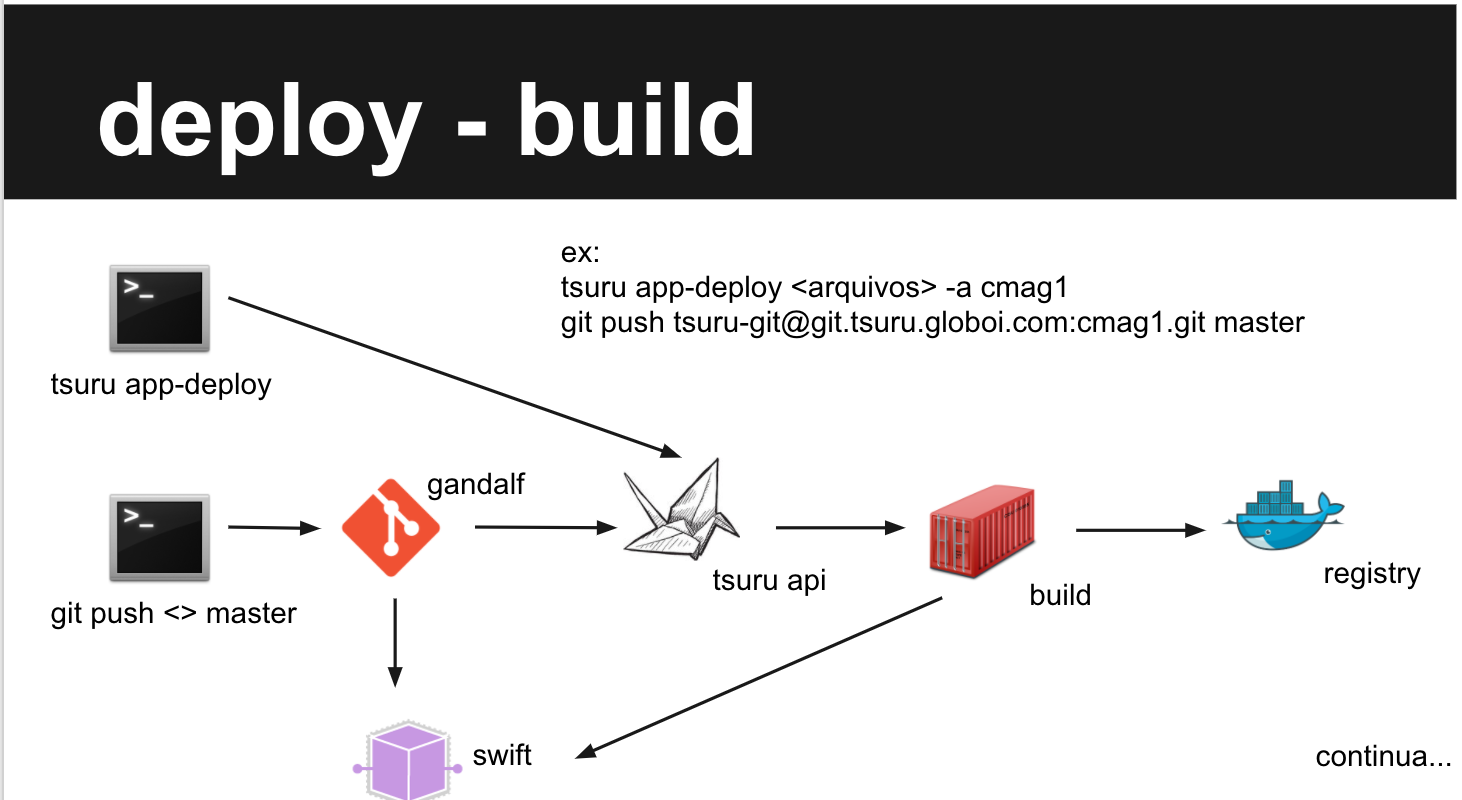 deploy - build
ex:
tsuru app-deploy <arquivos> -a cmag1
git push tsuru-git@git.tsuru.globoi.com:cmag1.git master
>_
tsuru app-deploy
gandalf
>_
tsuru api
registry
build
git push <> master
swift
continua...